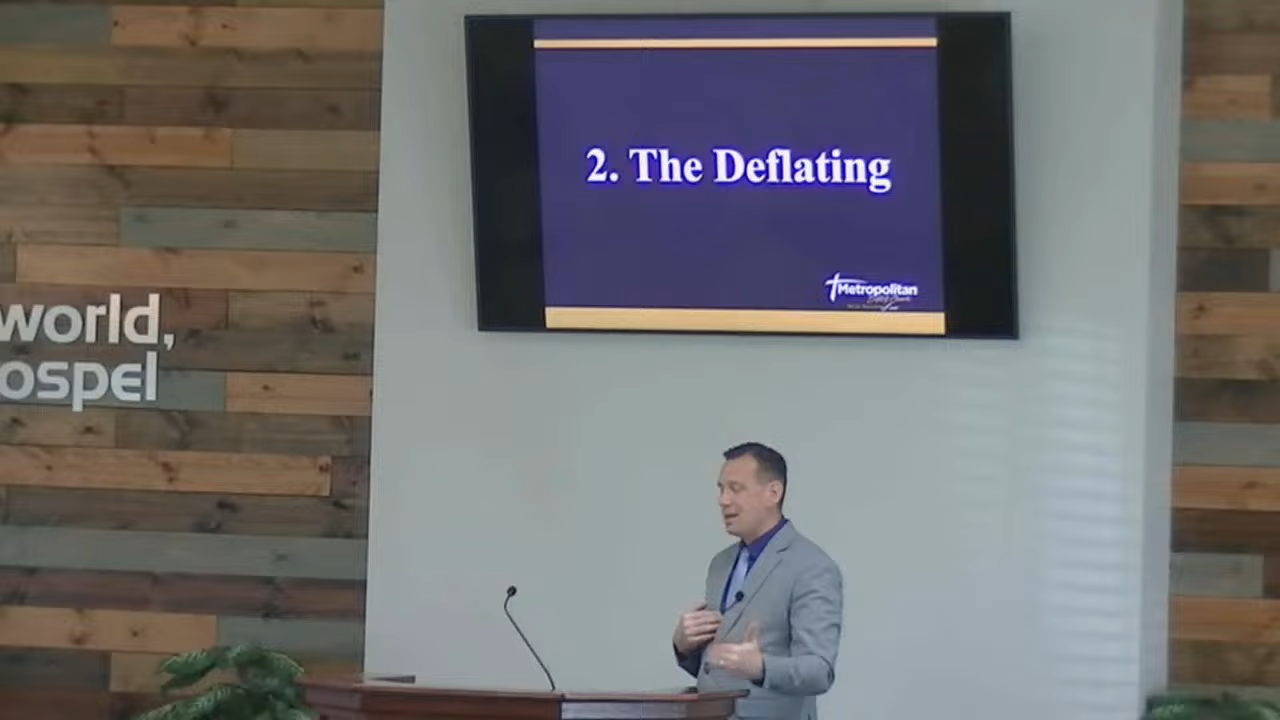 2. The Deflating
Metropolitan
world,
ospel